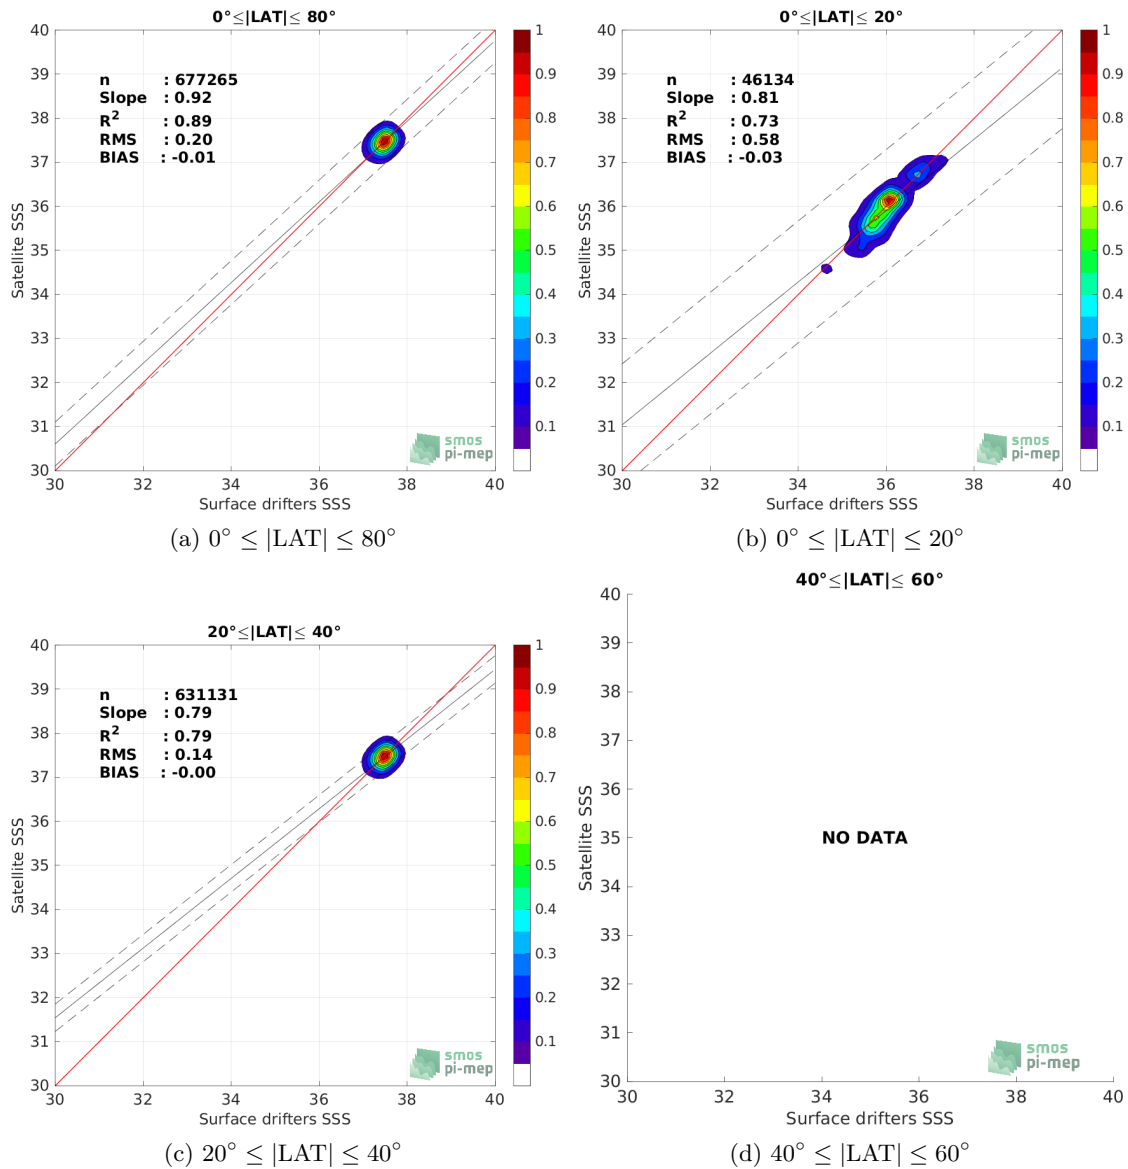 0°≤|LAT|≤ 80°
40
39
38
37
36
35
34
33
32
31
30
Satellite SSS
n : 677265
Slope : 0.92
R² : 0.89
RMS : 0.20
BIAS : -0.01
smos
pi-mep
30 32 34 36 38 40
Surface drifters SSS
1
0.9
0.8
0.7
0.6
0.5
0.4
0.3
0.2
0.1
(a) 0° ≤ |LAT| ≤ 80°
0°≤|LAT|≤ 20°
40
39
38
37
36
35
34
33
32
31
30
Satellite SSS
n : 46134
Slope : 0.81
R² : 0.73
RMS : 0.58
BIAS : -0.03
smos
pi-mep
30 32 34 36 38 40
Surface drifters SSS
1
0.9
0.8
0.7
0.6
0.5
0.4
0.3
0.2
0.1
(b) 0° ≤ |LAT| ≤ 20°
20°≤|LAT|≤ 40°
40
39
38
37
36
35
34
33
32
31
30
Satellite SSS
n : 631131
Slope : 0.79
R² : 0.79
RMS : 0.14
BIAS : -0.00
smos
pi-mep
30 32 34 36 38 40
Surface drifters SSS
1
0.9
0.8
0.7
0.6
0.5
0.4
0.3
0.2
0.1
(c) 20° ≤ |LAT| ≤ 40°
40°≤|LAT|≤ 60°
40
39
38
37
36
35
34
33
32
31
30
Satellite SSS
NO DATA
smos
pi-mep
30 32 34 36 38 40
Surface drifters SSS
(d) 40° ≤ |LAT| ≤ 60°